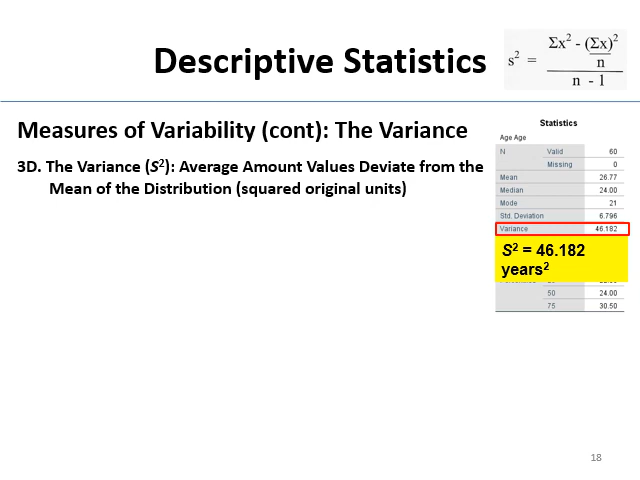 Descriptive Statistics
s² = Σx² - (Σx)²
n
n - 1
Measures of Variability (cont): The Variance
3D. The Variance (S²): Average Amount Values Deviate from the
Mean of the Distribution (squared original units)
Statistics
Age Age
N Valid 60
Missing 0
Mean 26.77
Median 24.00
Mode 21
Std. Deviation 6.796
Variance 46.182
S² = 46.182
years²
50 24.00
75 30.50
18